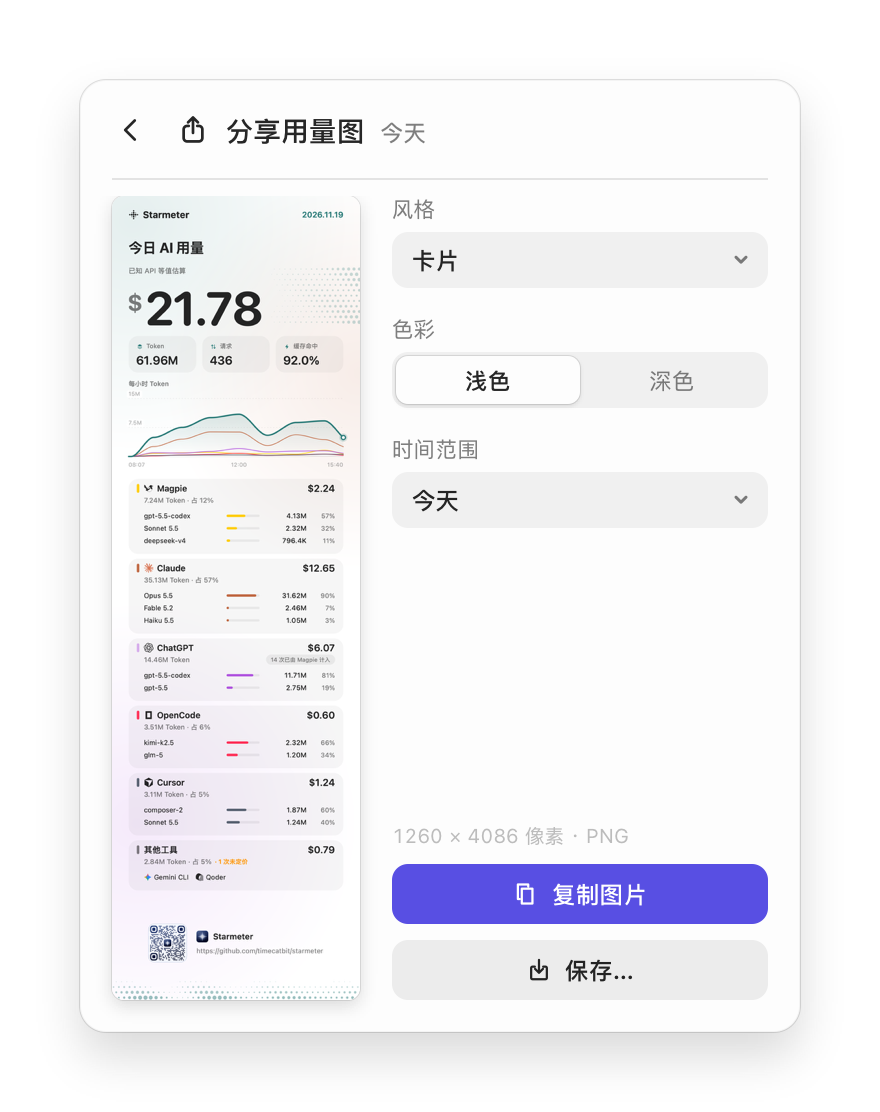 分享用量图 今天
Starmeter 2026.11.19
今日 AI 用量
已知 API 等值估算
$21.78
Token 请求 缓存命中
61.96M 436 92.0%
每小时 Token
15M
7.5M
08:07 12:00 15:40
Magpie $2.24
7.24M Token · 占 12%
gpt-5.5-codex 4.13M 57%
Sonnet 5.5 2.32M 32%
deepseek-v4 796.4K 11%
Claude $12.65
35.13M Token · 占 57%
Opus 5.5 31.62M 90%
Fable 5.2 2.46M 7%
Haiku 5.5 1.05M 3%
ChatGPT $6.07
14.46M Token 14 次已由 Magpie 计入
gpt-5.5-codex 11.71M 81%
gpt-5.5 2.75M 19%
OpenCode $0.60
3.51M Token · 占 6%
kimi-k2.5 2.32M 66%
glm-5 1.20M 34%
Cursor $1.24
3.11M Token · 占 5%
composer-2 1.87M 60%
Sonnet 5.5 1.24M 40%
其他工具 $0.79
2.84M Token · 占 5% · 1 次未定价
Gemini CLI Qoder
Starmeter
https://github.com/timecatbit/starmeter
风格
卡片
色彩
浅色 深色
时间范围
今天
1260 × 4086 像素 · PNG
复制图片
保存...